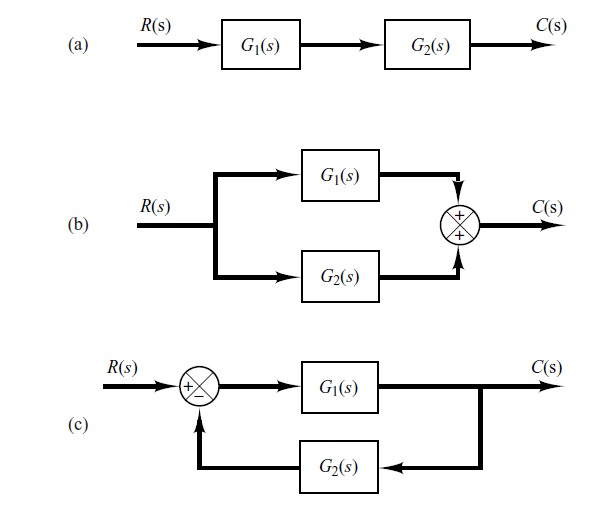 R(s) C(s)
(a) G₁(s) G₂(s)
G₁(s)
R(s) + C(s)
(b) +
G₂(s)
R(s) C(s)
+ G₁(s)
−
(c)
G₂(s)